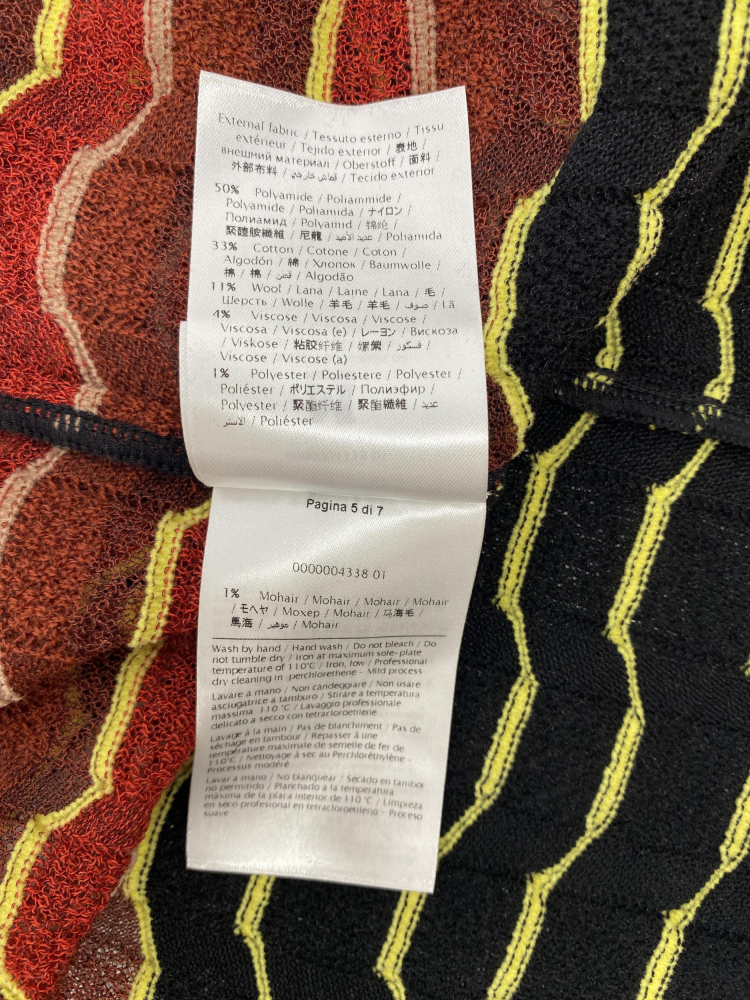 External fabric / Tessuto esterno / Tissu
extérieur / Tejido exterior / 表地 /
внешний материал / Oberstoff / 面料 /
外部布料 / قماش خارجي / Tecido exterior
50% Polyamide / Poliammide /
Polyamide / Poliamida / ナイロン /
Полиамид / Polyamid / 锦纶 /
聚醯胺纖維 / 尼龍 / عديد الأميد / Poliamida
33% Cotton / Cotone / Coton /
Algodón / 綿 / Хлопок / Baumwolle /
棉 / 棉 / قطن / Algodão
11% Wool / Lana / Laine / Lana / 毛 /
Шерсть / Wolle / 羊毛 / 羊毛 / صوف / Lã
4% Viscose / Viscosa / Viscose /
Viscosa / Viscosa (e) / レーヨン / Вискоза
/ Viskose / 粘胶纤维 / 嫘縈 / فسكوز /
Viscose / Viscose (a)
1% Polyester / Poliestere / Polyester /
Poliéster / ポリエステル / Полиэфир /
Polyester / 聚酯纤维 / 聚酯纖維 / عديد
الاستر / Poliéster
Pagina 5 di 7
0000004338 01
1% Mohair / Mohair / Mohair / Mohair
/ モヘヤ / Мохер / Mohair / 马海毛 /
馬海 / موهير / Mohair
Wash by hand / Hand wash / Do not bleach / Do
not tumble dry / Iron at maximum sole-plate
temperature of 110°C / Iron, low / Professional
dry cleaning in perchlorethene - Mild process
Lavare a mano / Non candeggiare / Non usare
asciugatrice a tamburo / Stirare a temperatura
massima 110°C / Lavaggio professionale
delicato a secco con tetracloroetilene
Lavage à la main / Pas de blanchiment / Pas de
séchage en tambour / Repasser à une
température maximale de semelle de fer de
110°C / Nettoyage à sec au Perchloréthylène -
Processus modéré
Lavar a mano / No blanquear / Secado en tambor
no permitido / Planchado a la temperatura
máxima de la placa interior de 110°C / Limpieza
en seco profesional en tetracloroetileno - Proceso
suave